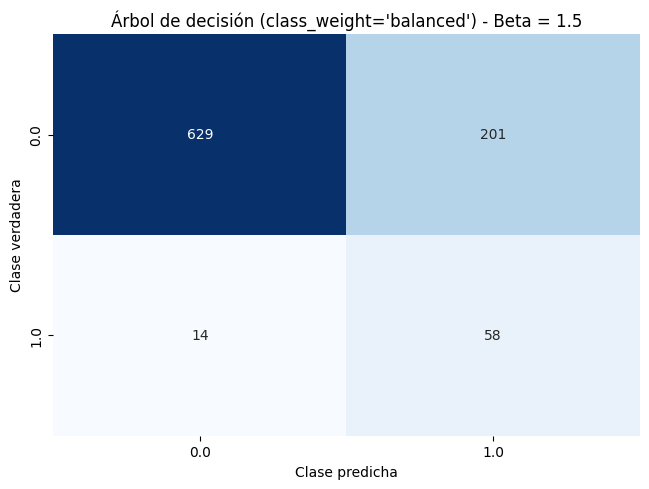 Árbol de decisión (class_weight='balanced') - Beta = 1.5
Clase verdadera
0.0
629
201
1.0
14
58
0.0
1.0
Clase predicha